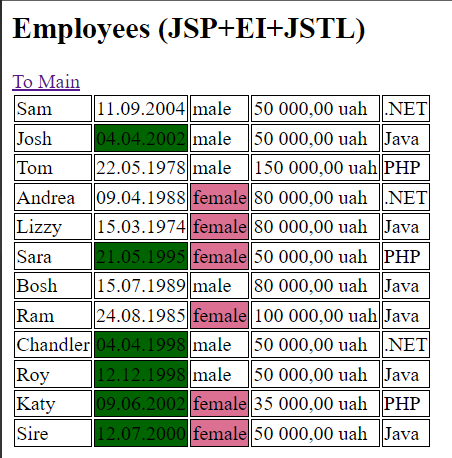 Employees (JSP+EI+JSTL)
To Main
Sam 11.09.2004 male 50 000,00 uah .NET
Josh 04.04.2002 male 50 000,00 uah Java
Tom 22.05.1978 male 150 000,00 uah PHP
Andrea 09.04.1988 female 80 000,00 uah .NET
Lizzy 15.03.1974 female 80 000,00 uah Java
Sara 21.05.1995 female 50 000,00 uah PHP
Bosh 15.07.1989 male 80 000,00 uah Java
Ram 24.08.1985 female 100 000,00 uah Java
Chandler 04.04.1998 male 50 000,00 uah .NET
Roy 12.12.1998 male 50 000,00 uah Java
Katy 09.06.2002 female 35 000,00 uah PHP
Sire 12.07.2000 female 50 000,00 uah Java